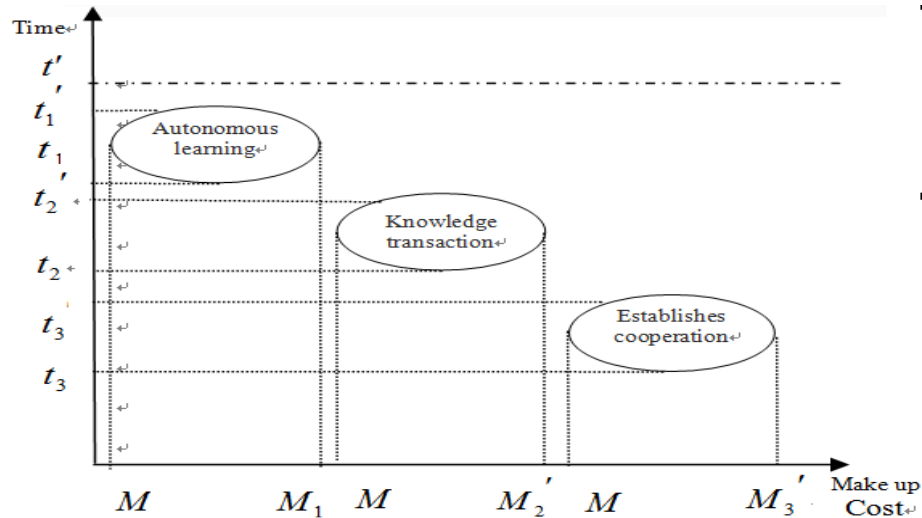 Time↵
t′
t₁′
t₁
t₂′
t₂
t₃′
t₃
Autonomous
learning↵
Knowledge
transaction↵
Establishes
cooperation↵
M M₁ M M₂′ M M₃′
Make up
Cost↵